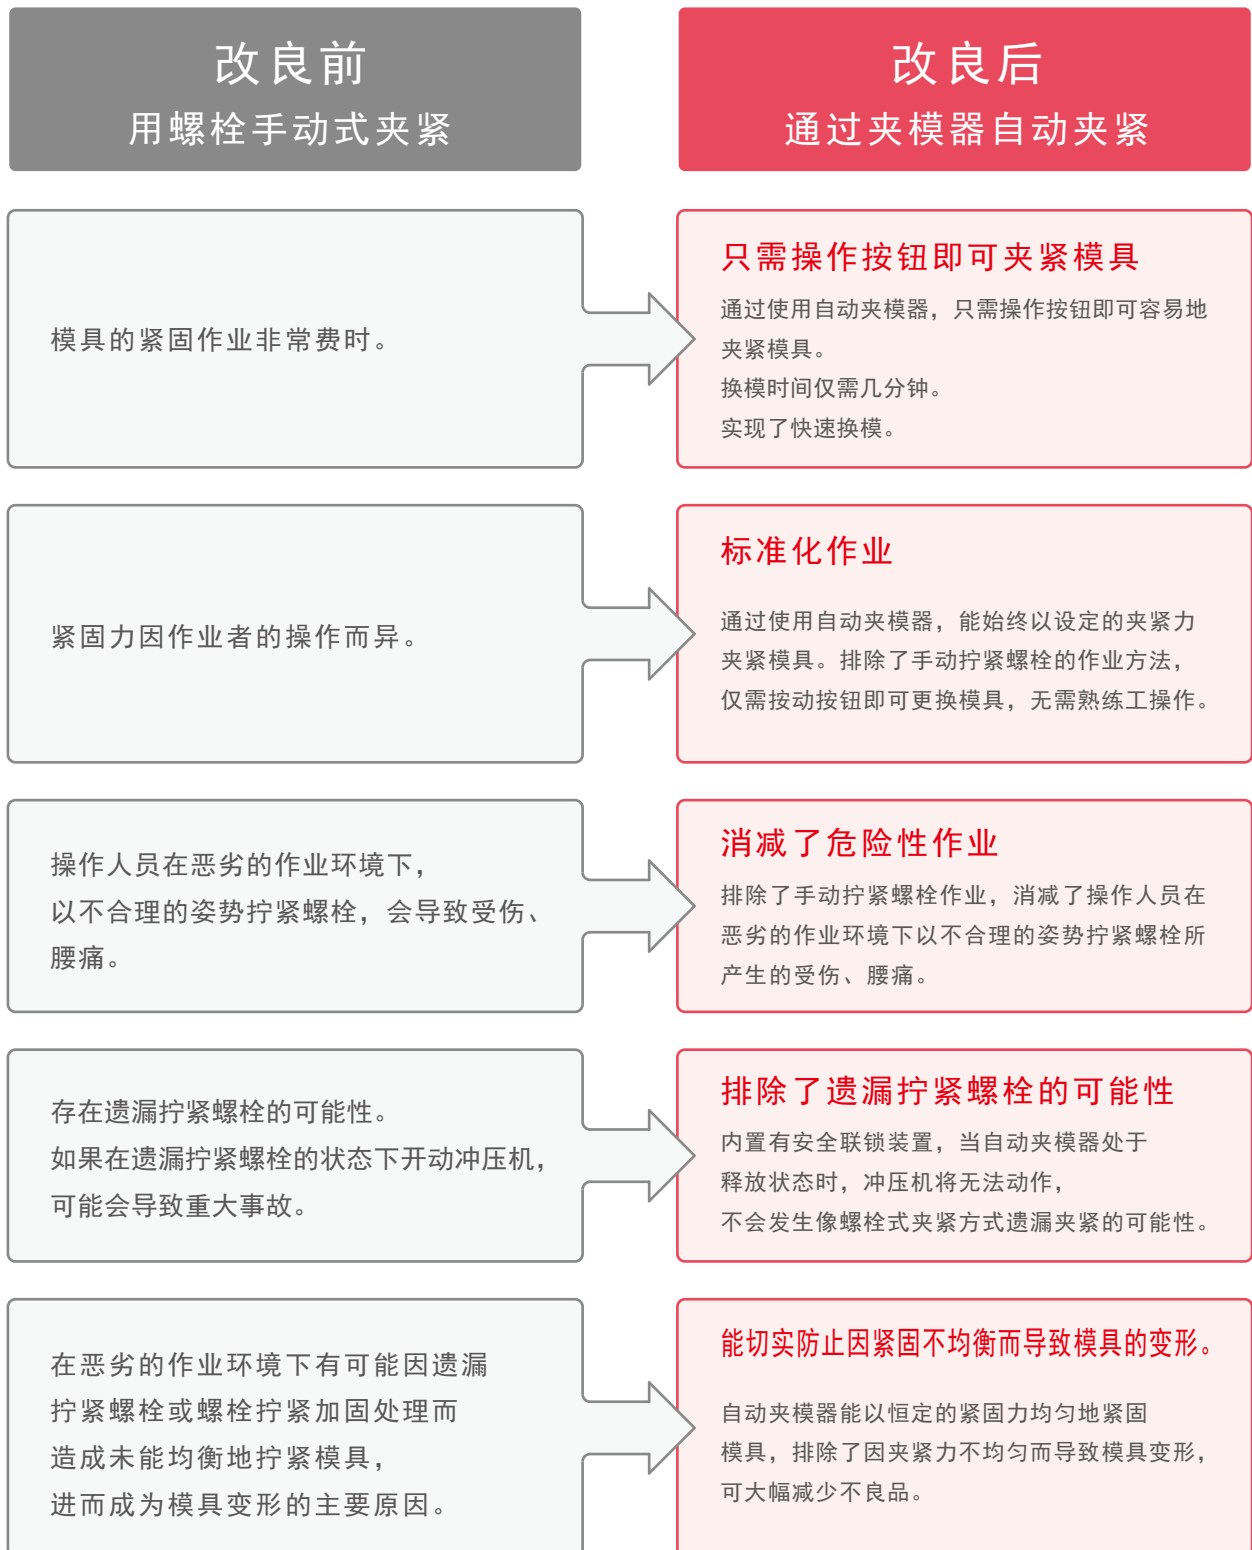 改良前
用螺栓手动式夹紧
改良后
通过夹模器自动夹紧
模具的紧固作业非常费时。
只需操作按钮即可夹紧模具
通过使用自动夹模器，只需操作按钮即可容易地
夹紧模具。
换模时间仅需几分钟。
实现了快速换模。
紧固力因作业者的操作而异。
标准化作业
通过使用自动夹模器，能始终以设定的夹紧力
夹紧模具。排除了手动拧紧螺栓的作业方法，
仅需按动按钮即可更换模具，无需熟练工操作。
操作人员在恶劣的作业环境下，
以不合理的姿势拧紧螺栓，会导致受伤、
腰痛。
消减了危险性作业
排除了手动拧紧螺栓作业，消减了操作人员在
恶劣的作业环境下以不合理的姿势拧紧螺栓所
产生的受伤、腰痛。
存在遗漏拧紧螺栓的可能性。
如果在遗漏拧紧螺栓的状态下开动冲压机，
可能会导致重大事故。
排除了遗漏拧紧螺栓的可能性
内置有安全联锁装置，当自动夹模器处于
释放状态时，冲压机将无法动作，
不会发生像螺栓式夹紧方式遗漏夹紧的可能性。
在恶劣的作业环境下有可能因遗漏
拧紧螺栓或螺栓拧紧加固处理而
造成未能均衡地拧紧模具，
进而成为模具变形的主要原因。
能切实防止因紧固不均衡而导致模具的变形。
自动夹模器能以恒定的紧固力均匀地紧固
模具，排除了因夹紧力不均匀而导致模具变形，
可大幅减少不良品。